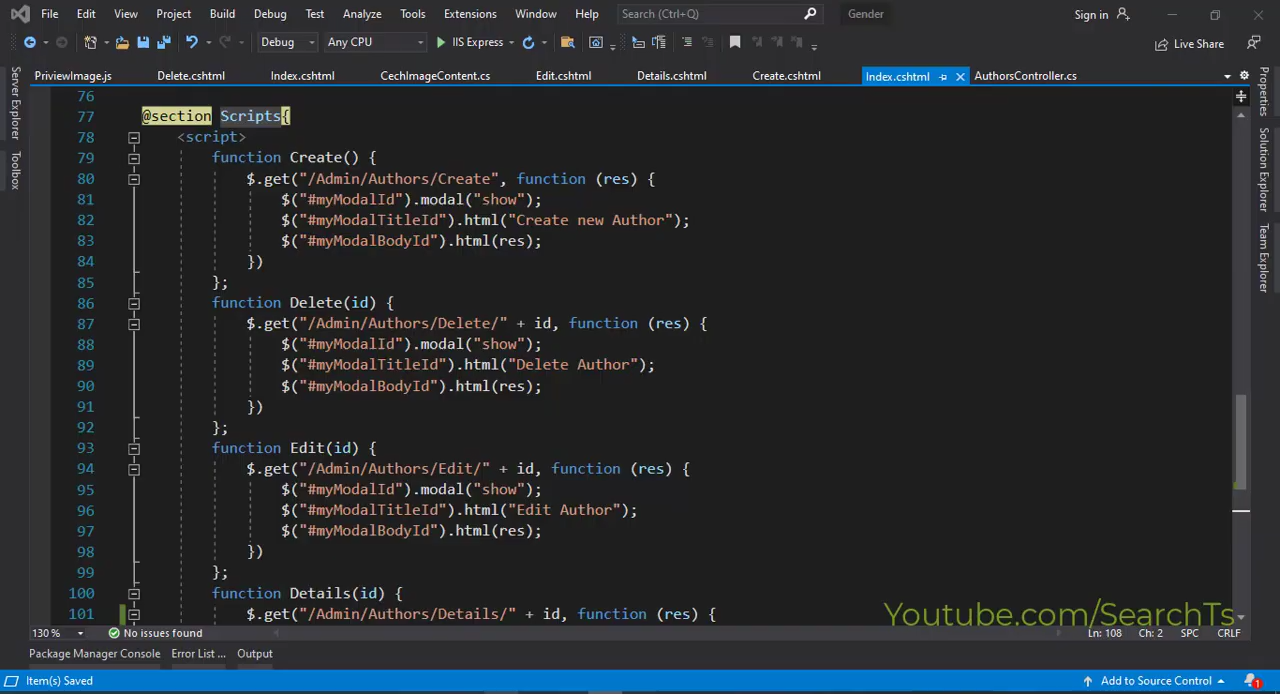 File Edit View Project Build Debug Test Analyze Tools Extensions Window Help Search (Ctrl+Q) Gender Sign in
Debug Any CPU IIS Express Live Share
PriviewImage.js Delete.cshtml Index.cshtml CechImageContent.cs Edit.cshtml Details.cshtml Create.cshtml Index.cshtml AuthorsController.cs
Server Explorer
Toolbox
Properties
Solution Explorer
Team Explorer
76
77 @section Scripts{
78 <script>
79 function Create() {
80 $.get("/Admin/Authors/Create", function (res) {
81 $("#myModalId").modal("show");
82 $("#myModalTitleId").html("Create new Author");
83 $("#myModalBodyId").html(res);
84 })
85 };
86 function Delete(id) {
87 $.get("/Admin/Authors/Delete/" + id, function (res) {
88 $("#myModalId").modal("show");
89 $("#myModalTitleId").html("Delete Author");
90 $("#myModalBodyId").html(res);
91 })
92 };
93 function Edit(id) {
94 $.get("/Admin/Authors/Edit/" + id, function (res) {
95 $("#myModalId").modal("show");
96 $("#myModalTitleId").html("Edit Author");
97 $("#myModalBodyId").html(res);
98 })
99 };
100 function Details(id) {
101 $.get("/Admin/Authors/Details/" + id, function (res) {
Youtube.com/SearchTs
130 % No issues found Ln: 108 Ch: 2 SPC CRLF
Package Manager Console Error List ... Output
Item(s) Saved Add to Source Control 1